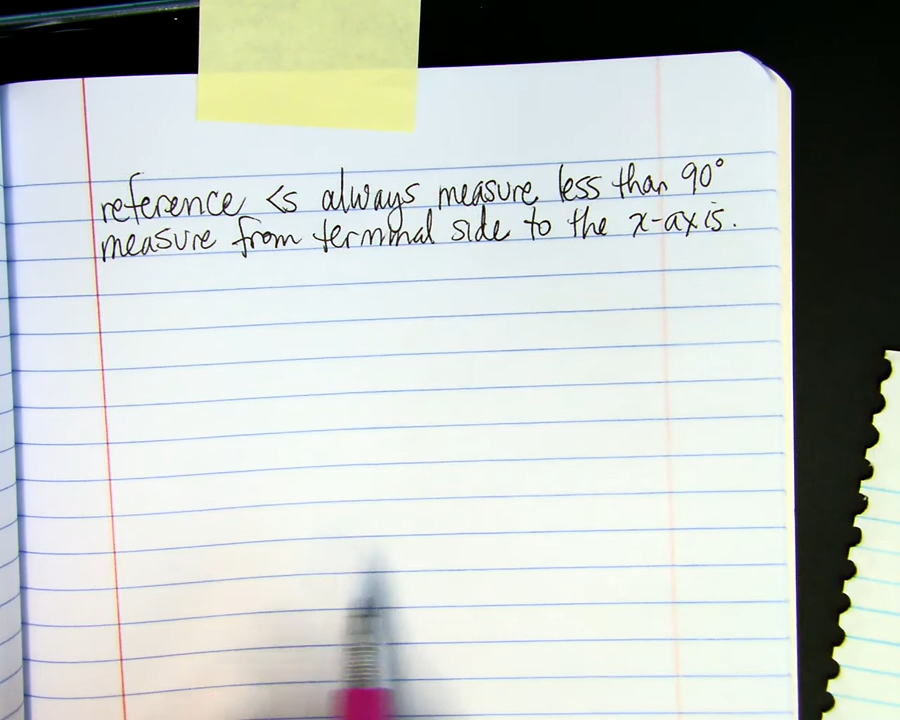 reference <s always measure less than 90°
measure from terminal side to the x-axis.